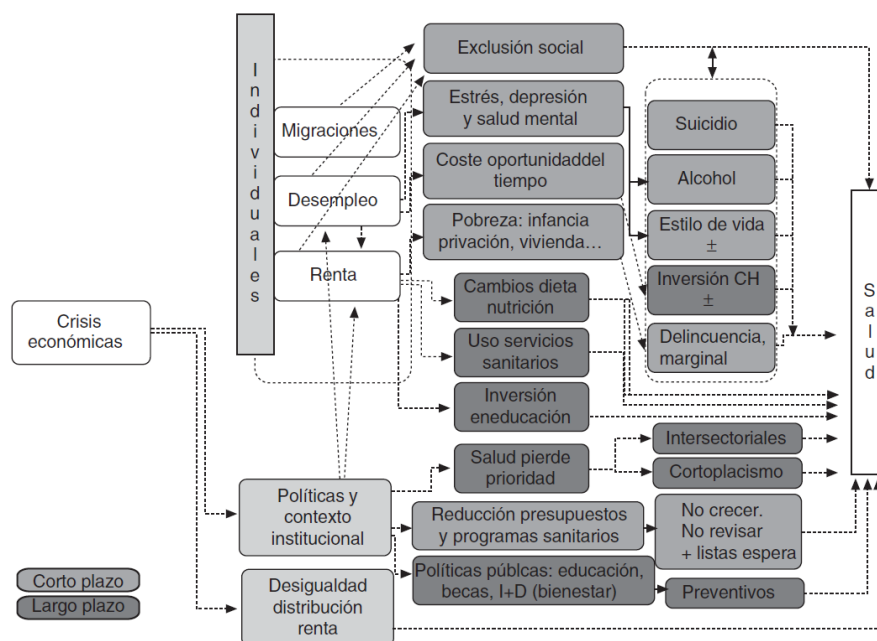 Individuales
Exclusión social
Migraciones
Estrés, depresión
y salud mental
Suicidio
Desempleo
Coste oportunidaddel
tiempo
Alcohol
Pobreza: infancia
privación, vivienda…
Estilo de vida
±
Renta
Cambios dieta
nutrición
Inversión CH
±
Crisis
económicas
Uso servicios
sanitarios
Delincuencia,
marginal
Salud
Inversión
eneducación
Salud pierde
prioridad
Intersectoriales
Cortoplacismo
Políticas y
contexto
institucional
Reducción presupuestos
y programas sanitarios
No crecer.
No revisar
+ listas espera
Políticas públcas: educación,
becas, I+D (bienestar)
Preventivos
Desigualdad
distribución
renta
Corto plazo
Largo plazo